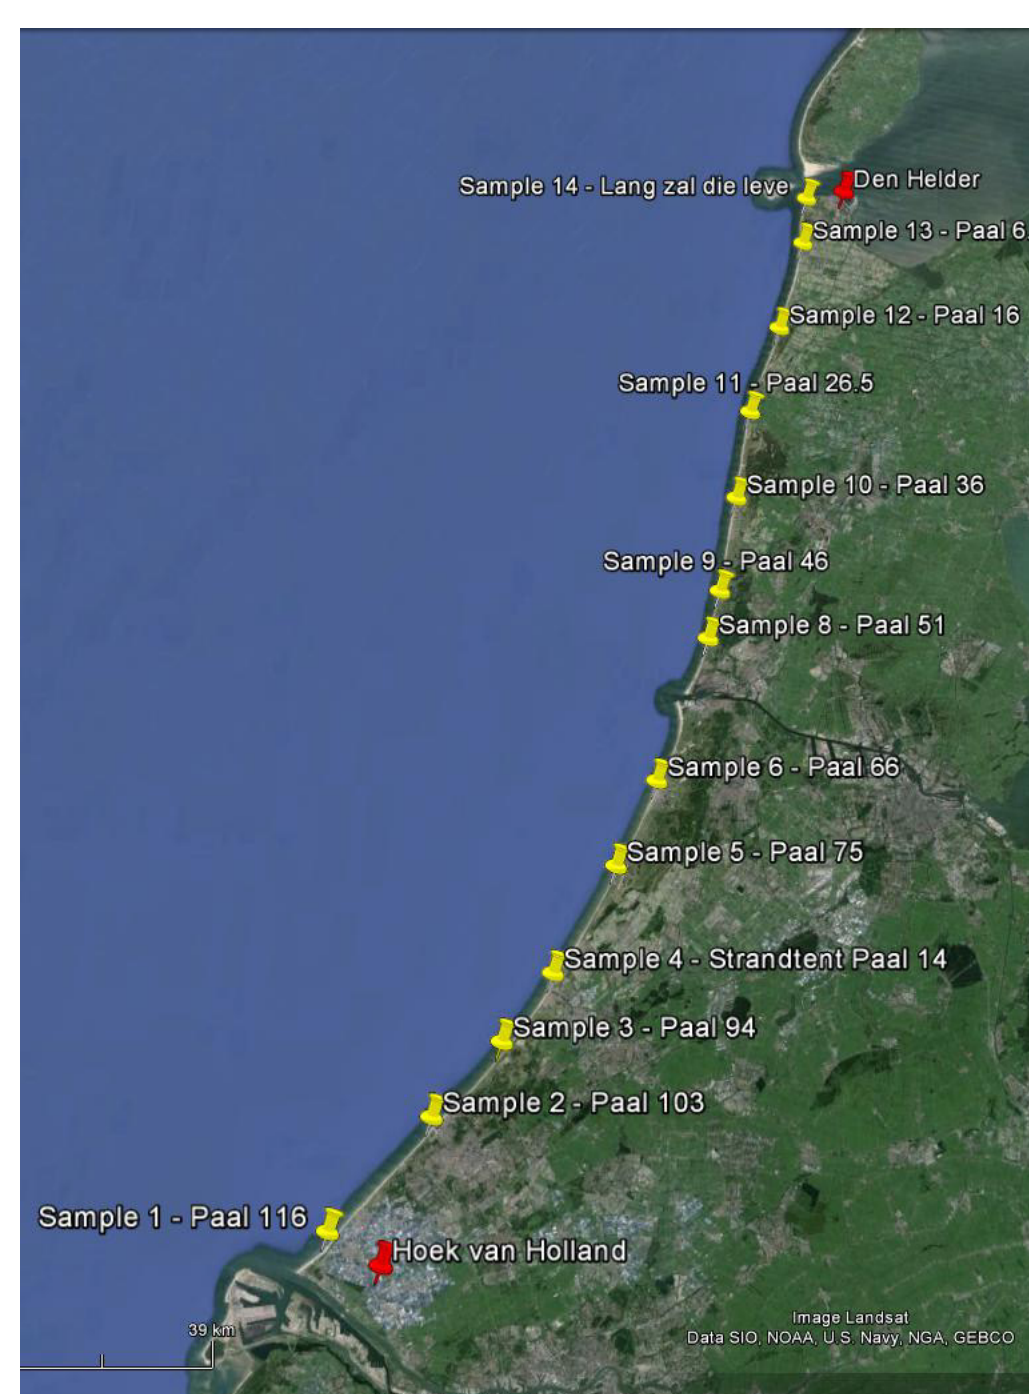 Sample 14 - Lang zal die leve
Den Helder
Sample 13 - Paal 6.
Sample 12 - Paal 16
Sample 11 - Paal 26.5
Sample 10 - Paal 36
Sample 9 - Paal 46
Sample 8 - Paal 51
Sample 6 - Paal 66
Sample 5 - Paal 75
Sample 4 - Strandtent Paal 14
Sample 3 - Paal 94
Sample 2 - Paal 103
Sample 1 - Paal 116
Hoek van Holland
39 km
Image Landsat
Data SIO, NOAA, U.S. Navy, NGA, GEBCO